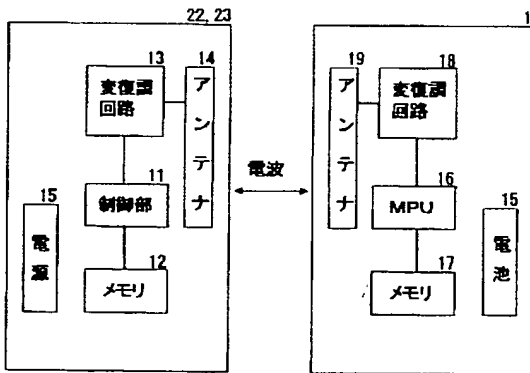 22, 23
13
変復調
回路
14
アンテナ
11
制御部
15
電源
12
メモリ
電波
1
19
アンテナ
18
変復調
回路
16
MPU
15
電池
17
メモリ